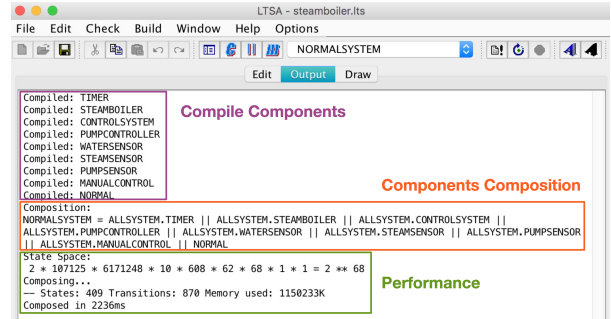 LTSA - steamboiler.lts
File Edit Check Build Window Help Options
NORMALSYSTEM
Edit Output Draw
Compiled: TIMER
Compiled: STEAMBOILER
Compiled: CONTROLSYSTEM
Compiled: PUMPCONTROLLER
Compiled: WATERSENSOR
Compiled: STEAMSENSOR
Compiled: PUMPSENSOR
Compiled: MANUALCONTROL
Compiled: NORMAL
Compile Components
Components Composition
Composition:
NORMALSYSTEM = ALLSYSTEM.TIMER || ALLSYSTEM.STEAMBOILER || ALLSYSTEM.CONTROLSYSTEM ||
ALLSYSTEM.PUMPCONTROLLER || ALLSYSTEM.WATERSENSOR || ALLSYSTEM.STEAMSENSOR || ALLSYSTEM.PUMPSENSOR
|| ALLSYSTEM.MANUALCONTROL || NORMAL
State Space:
2 * 107125 * 6171248 * 10 * 608 * 62 * 68 * 1 * 1 = 2 ** 68
Composing...
-- States: 409 Transitions: 870 Memory used: 1150233K
Composed in 2236ms
Performance